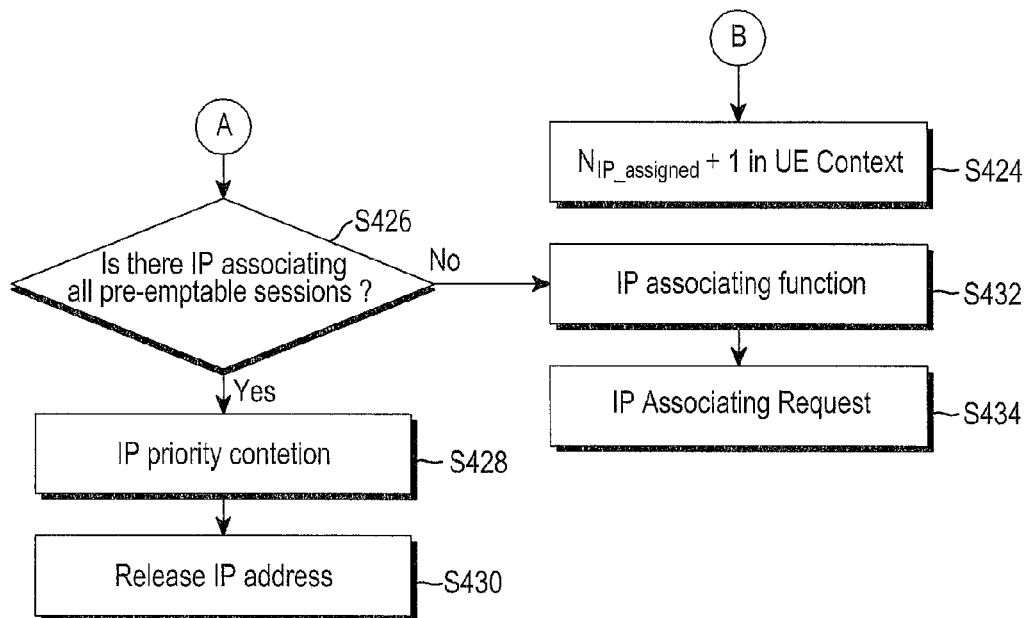 B
N_IP_assigned + 1 in UE Context
S424
A
S426
Is there IP associating
all pre-emptable sessions ?
No
IP associating function
S432
Yes
IP Associating Request
S434
IP priority contetion
S428
Release IP address
S430